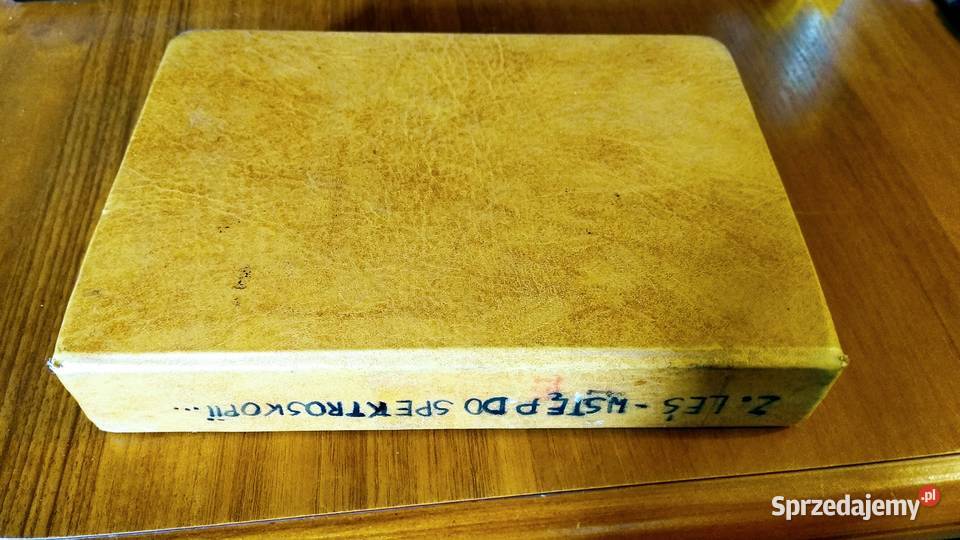 Z. LEŚ - WSTĘP DO SPEKTROSKOPII...
Sprzedajemy.pl